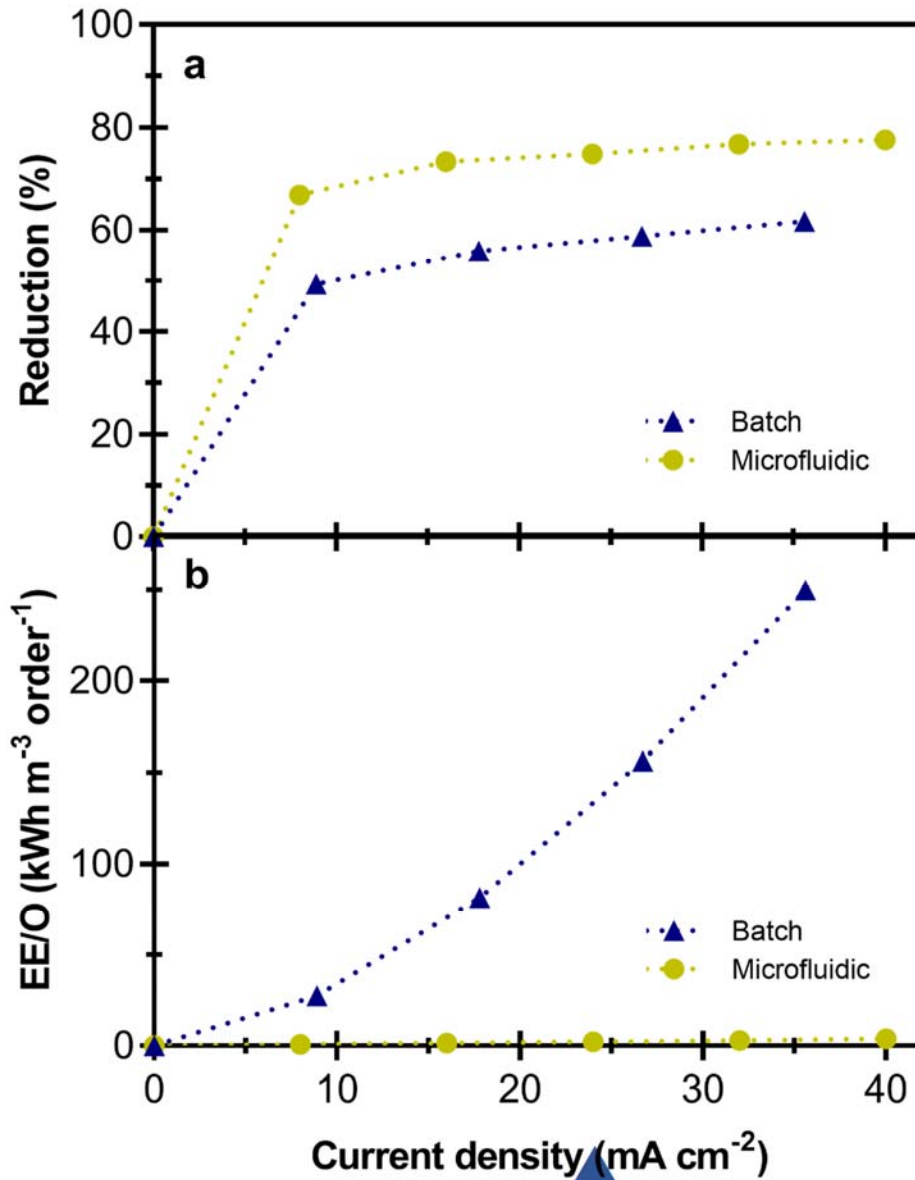 a
100
80
60
40
20
0
Reduction (%)
Batch
Microfluidic
b
200
100
0
EE/O (kWh m⁻³ order⁻¹)
Batch
Microfluidic
0 10 20 30 40
Current density (mA cm⁻²)